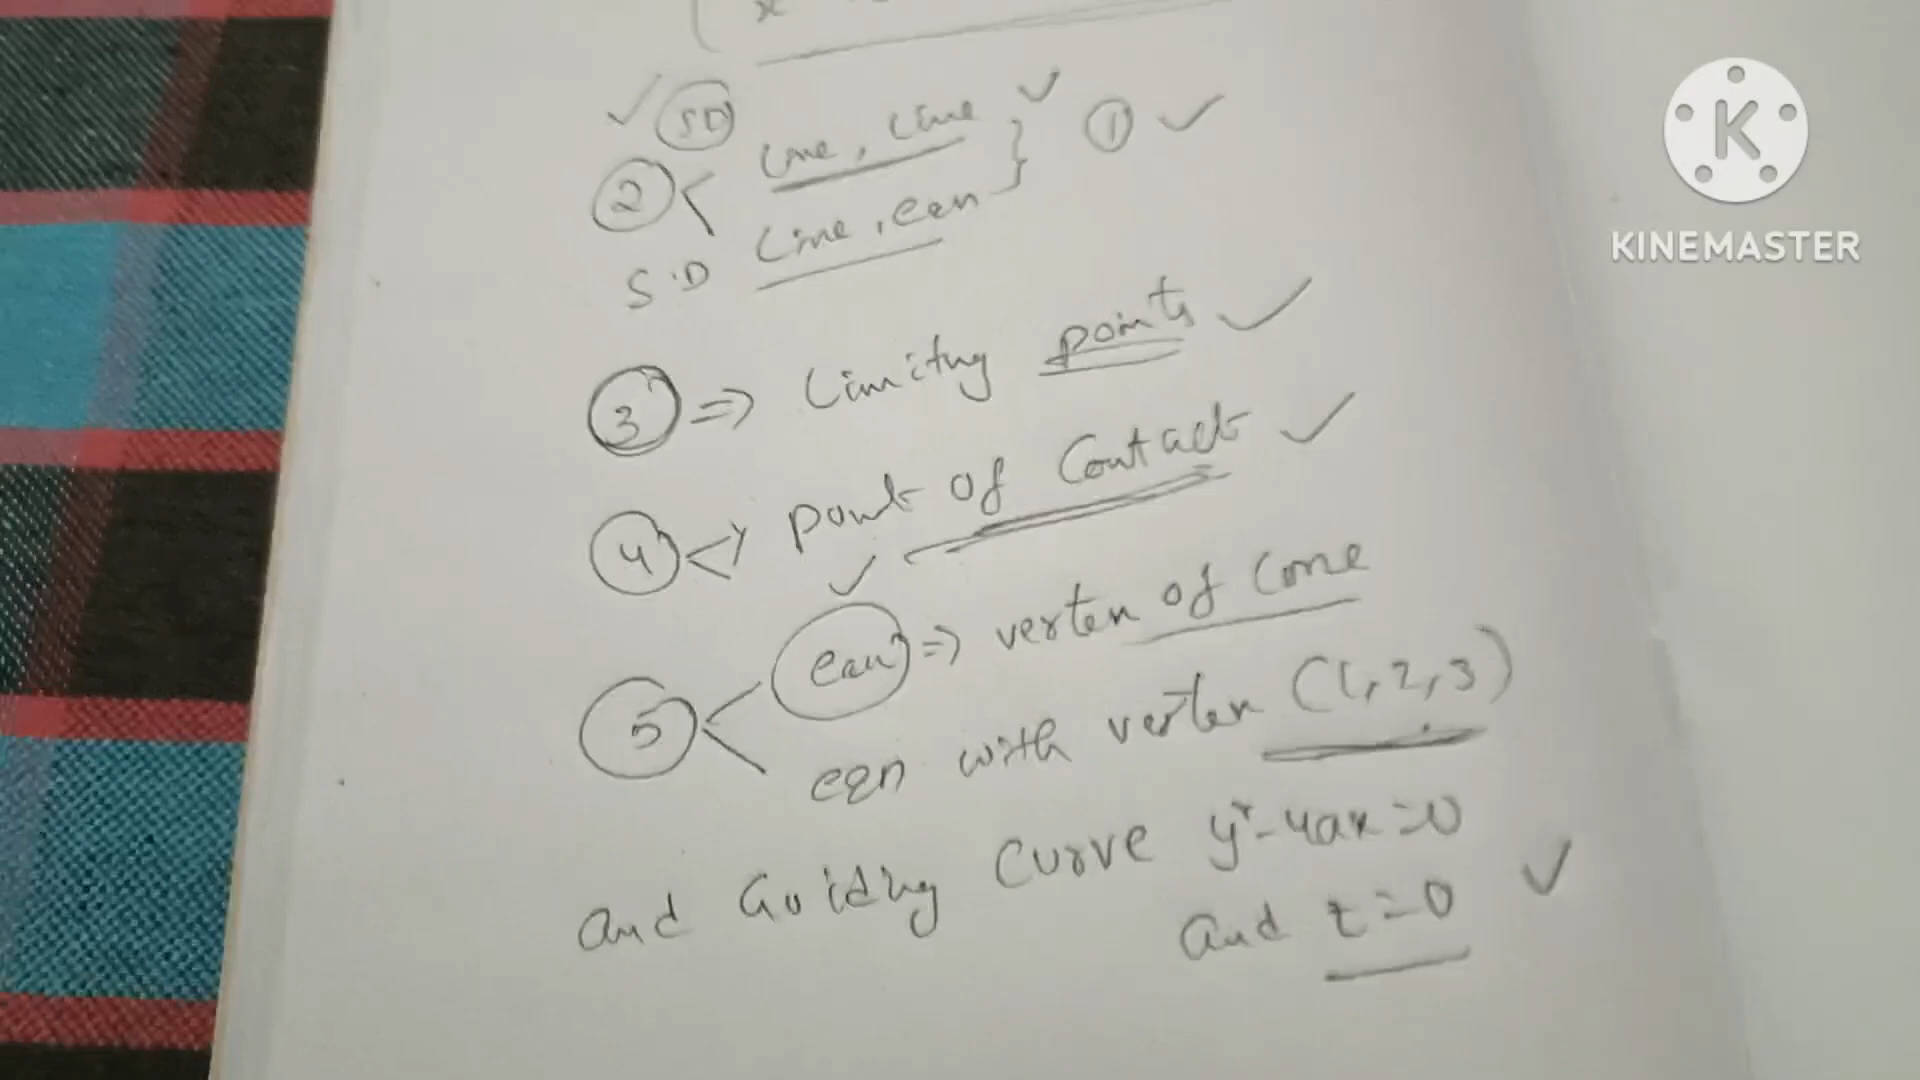 x
SD
Line, Line
2
1
Line, eqn
S.D
3 => Limiting points
4 point of Contact
eqn => vertex of Cone
5
eqn with vertex (1,2,3)
and Guiding Curve y²-4ax=0
and z=0
K
KINEMASTER